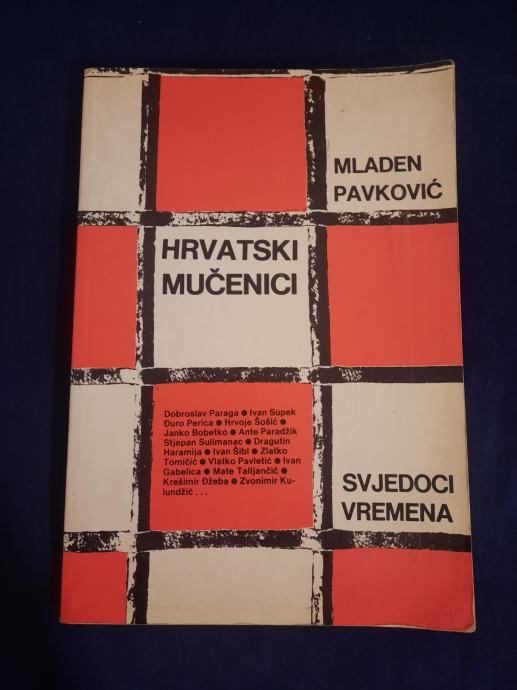 MLADEN
PAVKOVIĆ
HRVATSKI
MUČENICI
Dobroslav Paraga ● Ivan Supek
Đuro Perica ● Hrvoje Šošić ●
Janko Bobetko ● Ante Paradžik
Stjepan Sulimanac ● Dragutin
Haramija ● Ivan Šibl ● Zlatko
Tomičić ● Vlatko Pavletić ● Ivan
Gabelica ● Mate Talijančić ●
Krešimir Džeba ● Zvonimir Ku-
lundžić . . .
SVJEDOCI
VREMENA